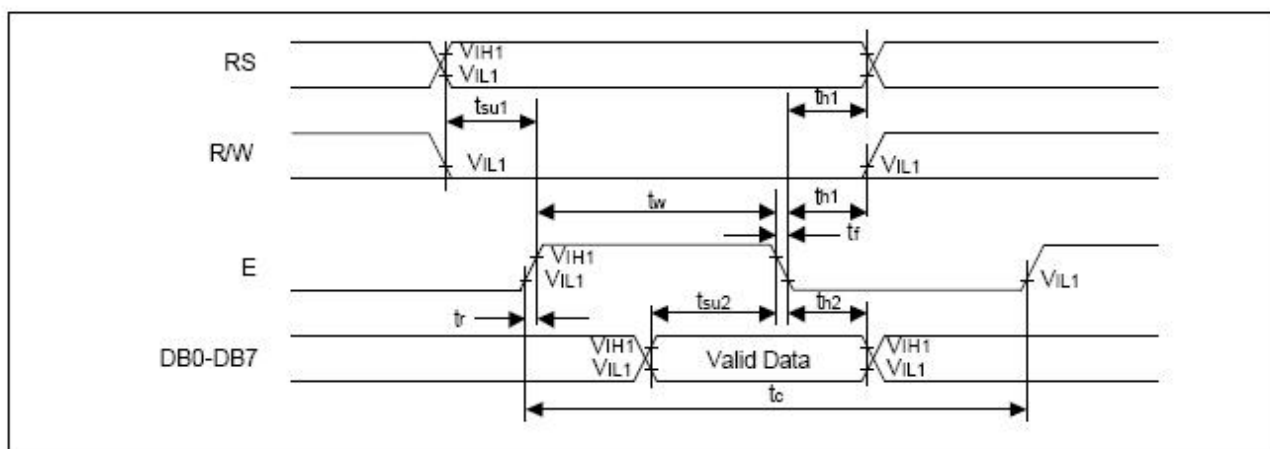 RS
VIH1
VIL1
tsu1
th1
R/W
VIL1
VIL1
tw
th1
tf
E
VIH1
VIL1
VIL1
tr
tsu2
th2
DB0-DB7
VIH1
VIL1
Valid Data
VIH1
VIL1
tc